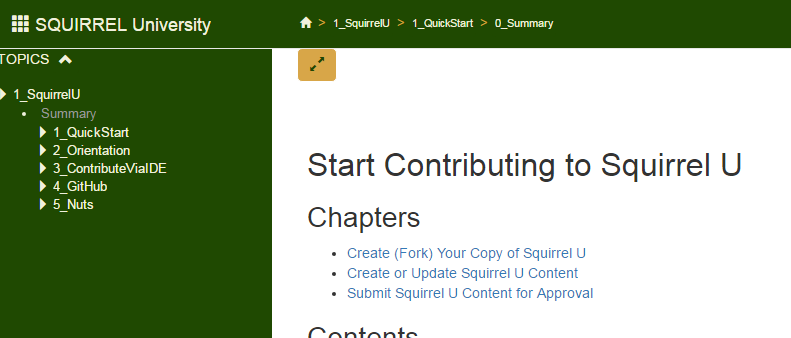 SQUIRREL University
> 1_SquirrelU > 1_QuickStart > 0_Summary
TOPICS
1_SquirrelU
Summary
1_QuickStart
2_Orientation
3_ContributeViaIDE
4_GitHub
5_Nuts
Start Contributing to Squirrel U
Chapters
Create (Fork) Your Copy of Squirrel U
Create or Update Squirrel U Content
Submit Squirrel U Content for Approval
Contents